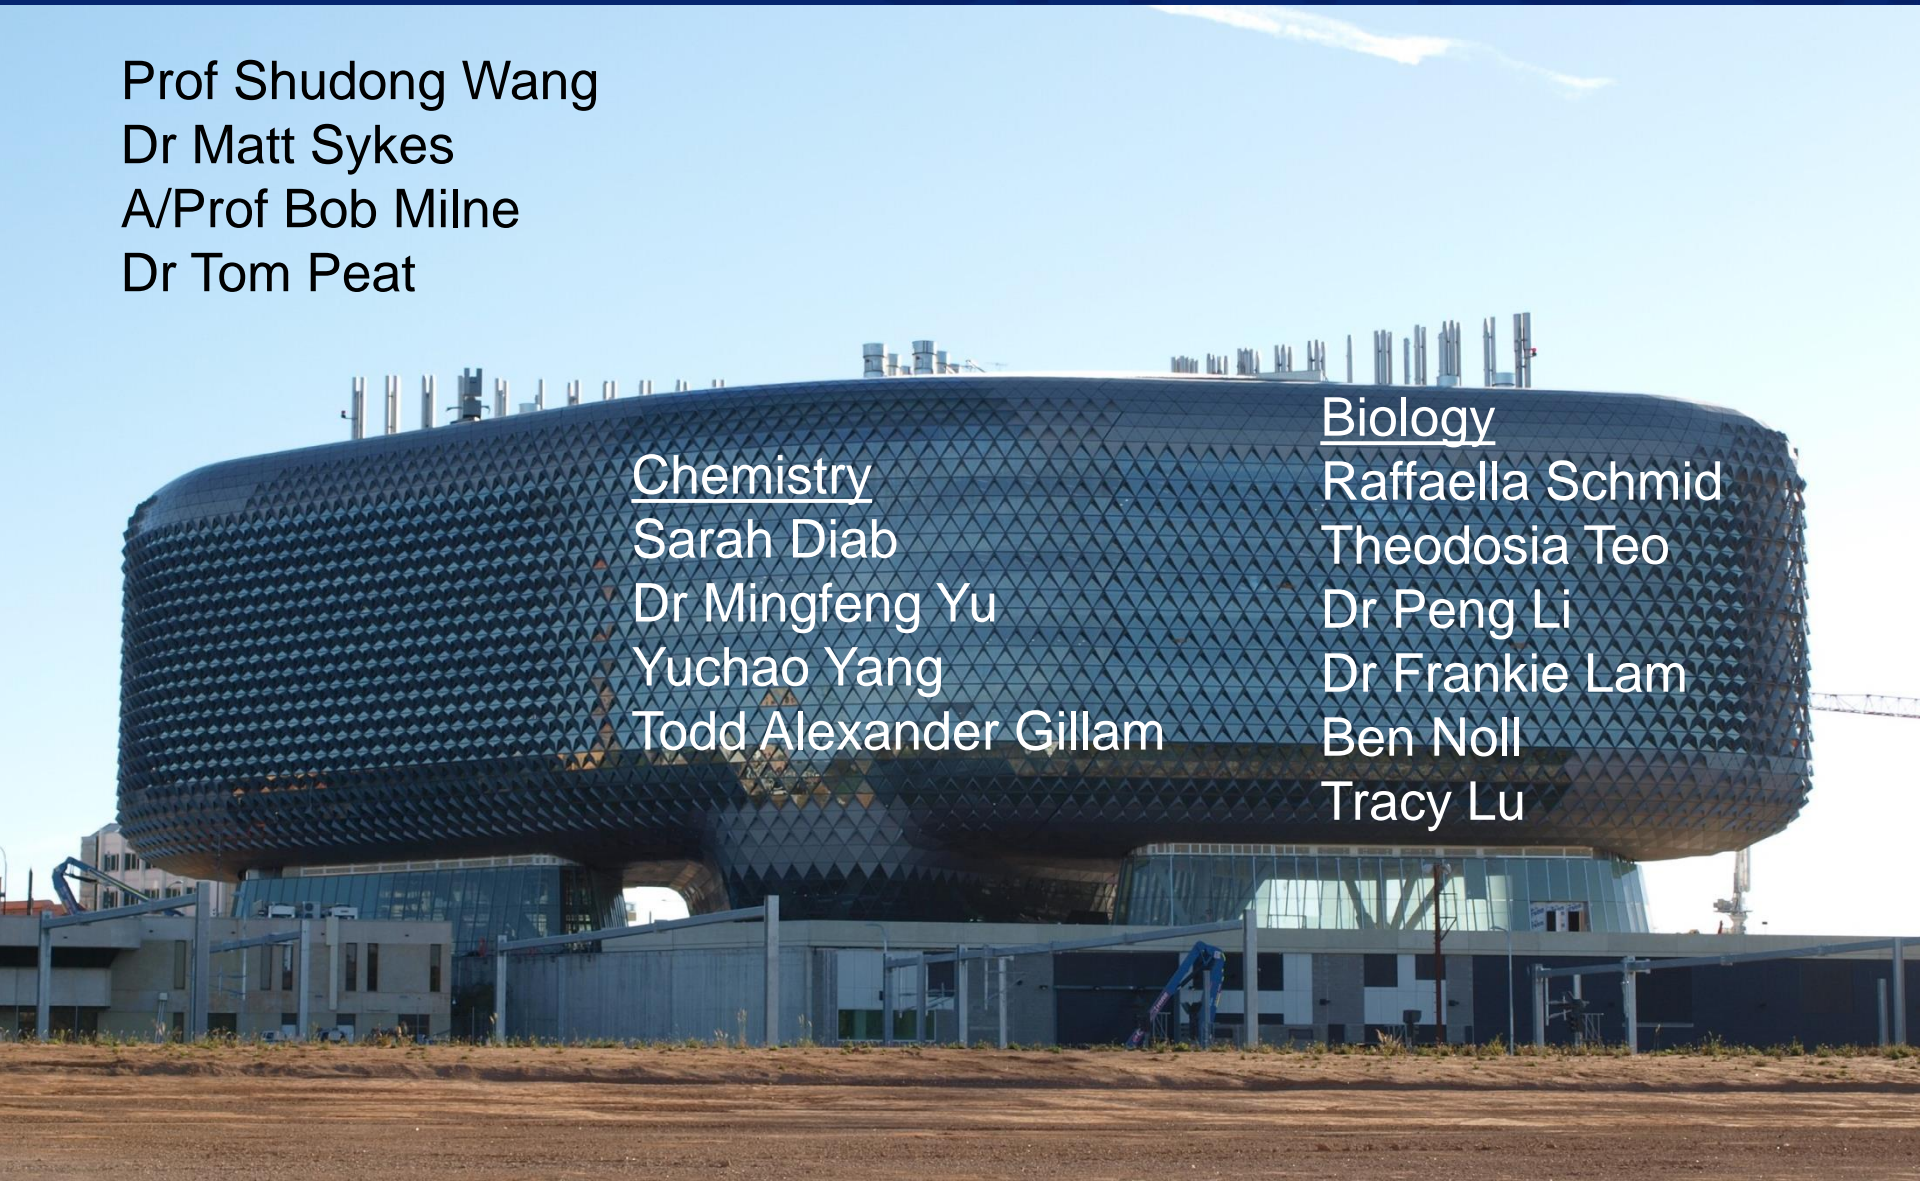 Prof Shudong Wang
Dr Matt Sykes
A/Prof Bob Milne
Dr Tom Peat
Chemistry
Sarah Diab
Dr Mingfeng Yu
Yuchao Yang
Todd Alexander Gillam
Biology
Raffaella Schmid
Theodosia Teo
Dr Peng Li
Dr Frankie Lam
Ben Noll
Tracy Lu